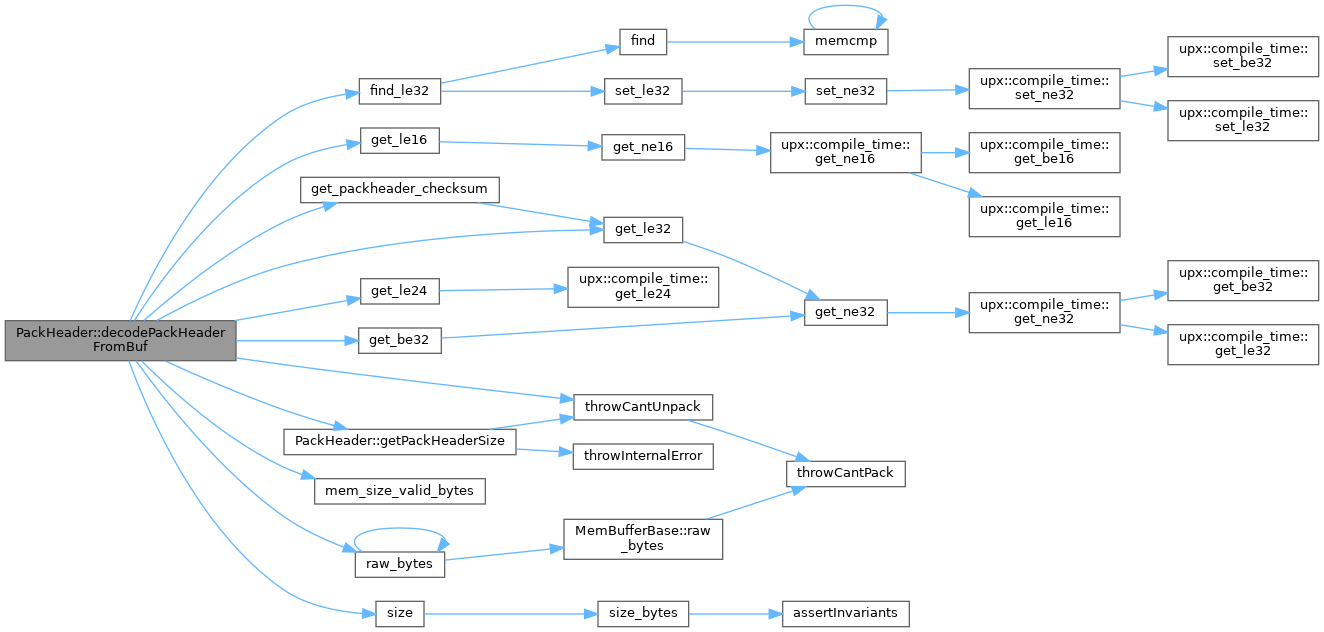 find
memcmp
upx::compile_time::
set_be32
find_le32
set_le32
set_ne32
upx::compile_time::
set_ne32
upx::compile_time::
set_le32
get_le16
get_ne16
upx::compile_time::
get_ne16
upx::compile_time::
get_be16
get_packheader_checksum
upx::compile_time::
get_le16
get_le32
get_le24
upx::compile_time::
get_le24
get_ne32
upx::compile_time::
get_ne32
upx::compile_time::
get_be32
PackHeader::decodePackHeader
FromBuf
get_be32
upx::compile_time::
get_le32
throwCantUnpack
PackHeader::getPackHeaderSize
throwInternalError
throwCantPack
mem_size_valid_bytes
MemBufferBase::raw
_bytes
raw_bytes
size
size_bytes
assertInvariants